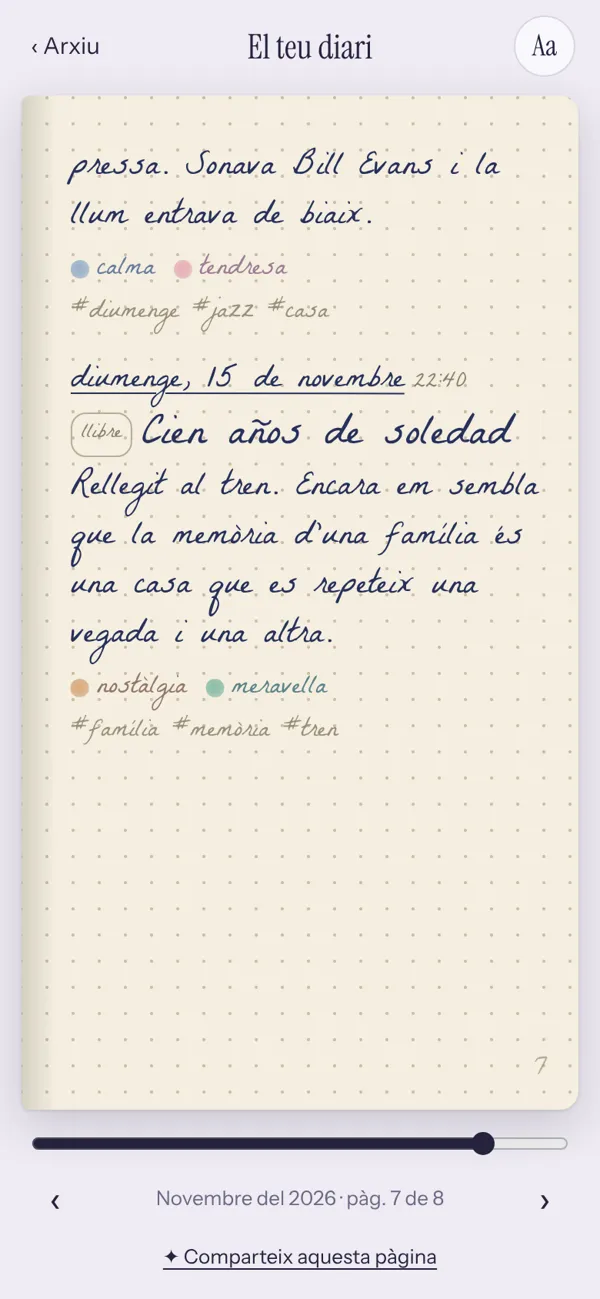 ‹ Arxiu
El teu diari
Aa
pressa. Sonava Bill Evans i la
llum entrava de biaix.
calma tendresa
#diumenge #jazz #casa
diumenge, 15 de novembre 22:40
llibre Cien años de soledad
Rellegit al tren. Encara em sembla
que la memòria d'una família és
una casa que es repeteix una
vegada i una altra.
nostàlgia meravella
#família #memòria #tren
7
‹ Novembre del 2026 · pàg. 7 de 8 ›
✦ Comparteix aquesta pàgina